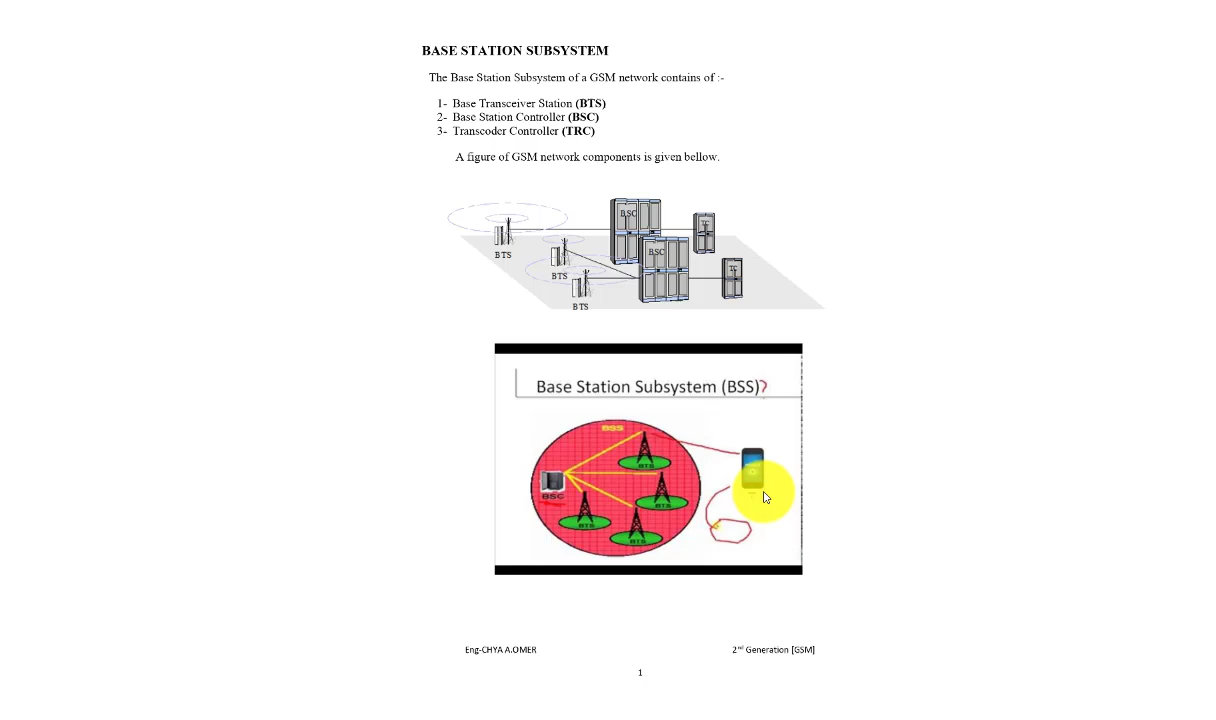 BASE STATION SUBSYSTEM
The Base Station Subsystem of a GSM network contains of :-
1- Base Transceiver Station (BTS)
2- Base Station Controller (BSC)
3- Transcoder Controller (TRC)
A figure of GSM network components is given bellow.
BSC
TC
BTS
BSC
BTS
TC
BTS
Base Station Subsystem (BSS)?
BSS
BTS
BSC
BTS
BTS
BTS
Eng-CHYA A.OMER
2nd Generation [GSM]
1